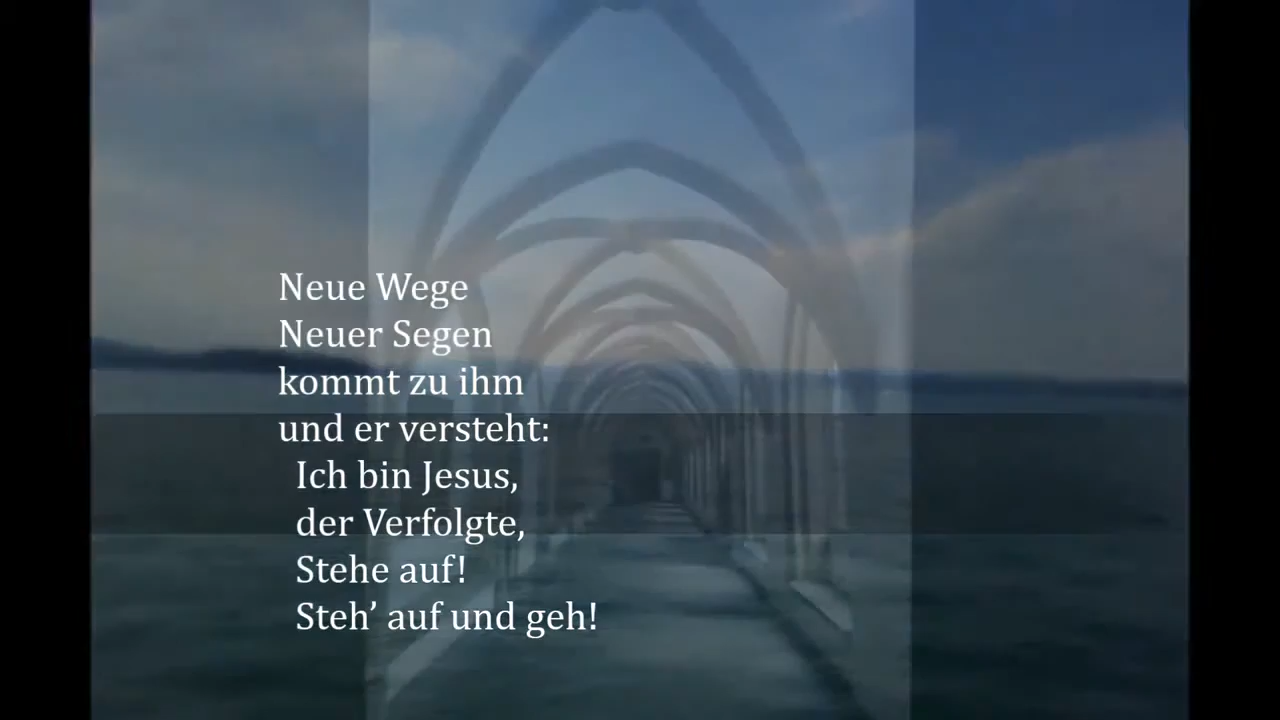 Neue Wege
Neuer Segen
kommt zu ihm
und er versteht:
Ich bin Jesus,
der Verfolgte,
Stehe auf!
Steh’ auf und geh!